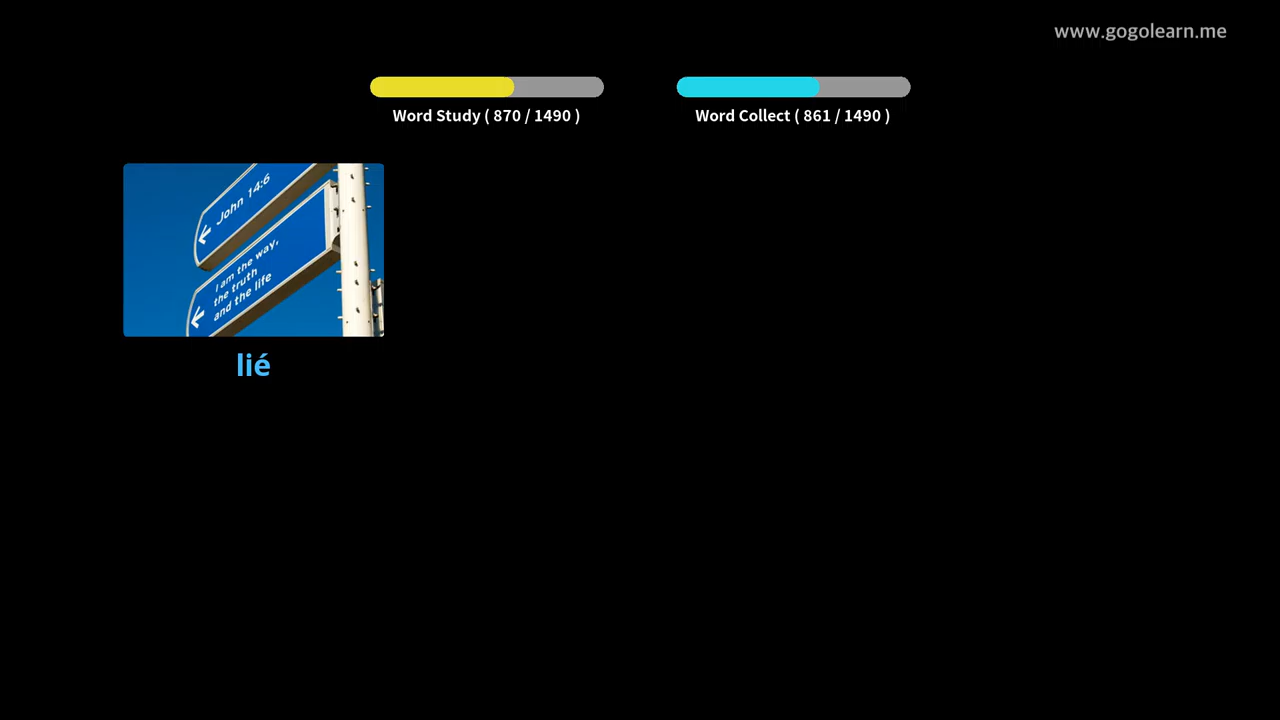 www.gogolearn.me
Word Study ( 870 / 1490 )
Word Collect ( 861 / 1490 )
John 14:6
I am the way,
the truth
and the life
lié